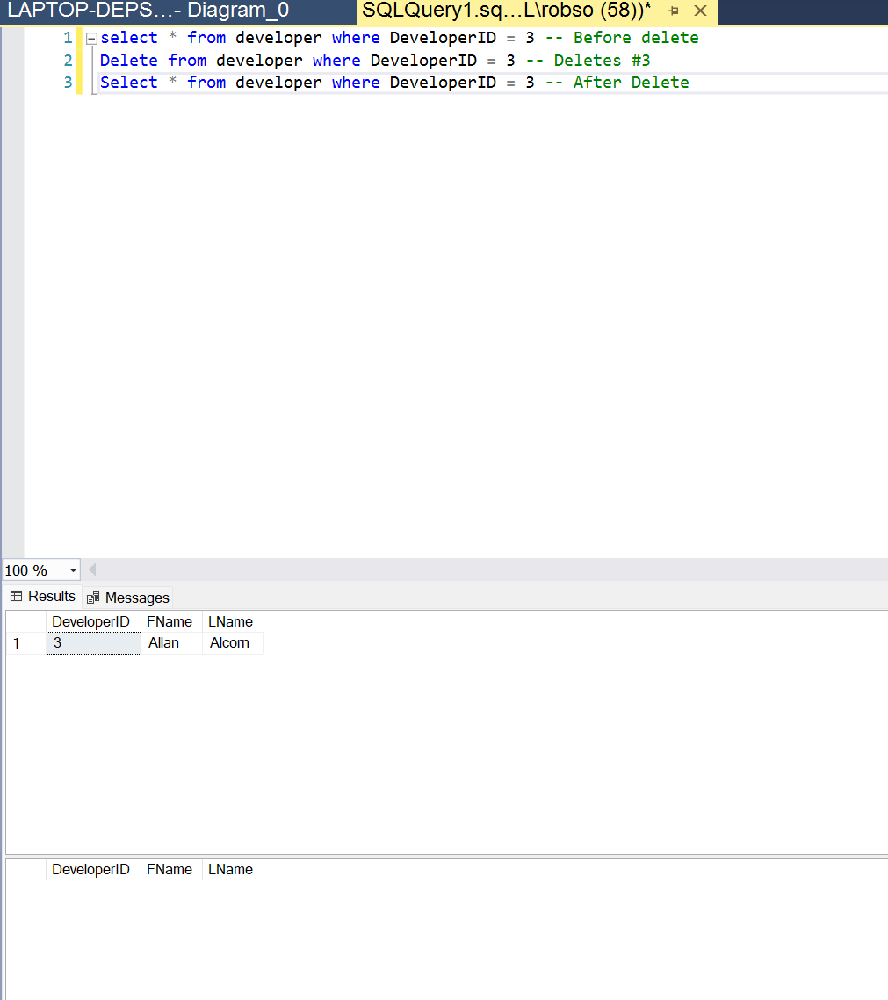 LAPTOP-DEPS...- Diagram_0 SQLQuery1.sq...L\robso (58))*
1 select * from developer where DeveloperID = 3 -- Before delete
2 Delete from developer where DeveloperID = 3 -- Deletes #3
3 Select * from developer where DeveloperID = 3 -- After Delete
100 %
Results Messages
DeveloperID FName LName
1 3 Allan Alcorn
DeveloperID FName LName